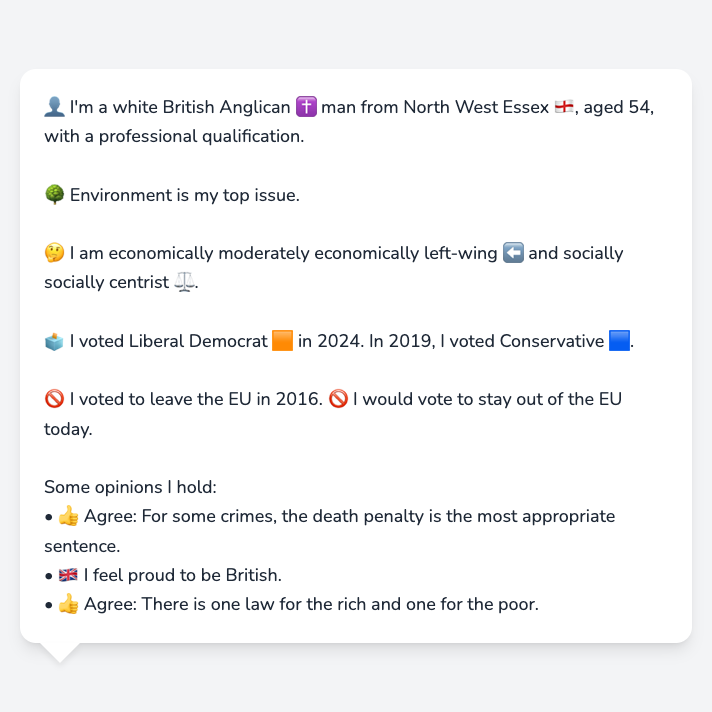 👤 I'm a white British Anglican ✝️ man from North West Essex 🏴󠁧󠁢󠁥󠁮󠁧󠁿, aged 54,
with a professional qualification.
🌳 Environment is my top issue.
🤔 I am economically moderately economically left-wing ⬅️ and socially
socially centrist ⚖️.
🗳️ I voted Liberal Democrat 🟧 in 2024. In 2019, I voted Conservative 🟦.
🚫 I voted to leave the EU in 2016. 🚫 I would vote to stay out of the EU
today.
Some opinions I hold:
• 👍 Agree: For some crimes, the death penalty is the most appropriate
sentence.
• 🇬🇧 I feel proud to be British.
• 👍 Agree: There is one law for the rich and one for the poor.